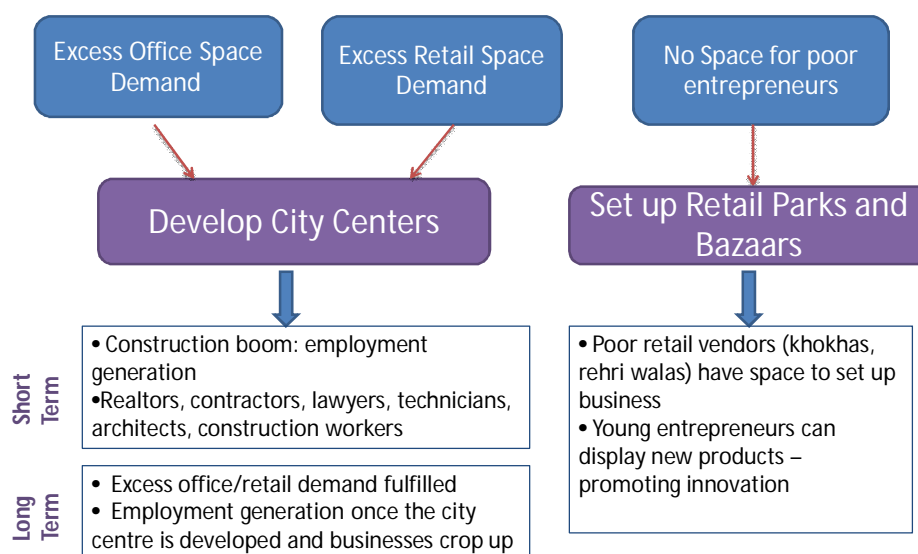 Excess Office Space
Demand
Excess Retail Space
Demand
No Space for poor
entrepreneurs
Develop City Centers
Set up Retail Parks and
Bazaars
Short
Term
• Construction boom: employment
generation
•Realtors, contractors, lawyers, technicians,
architects, construction workers
• Poor retail vendors (khokhas,
rehri walas) have space to set up
business
• Young entrepreneurs can
display new products –
promoting innovation
Long
Term
• Excess office/retail demand fulfilled
• Employment generation once the city
centre is developed and businesses crop up